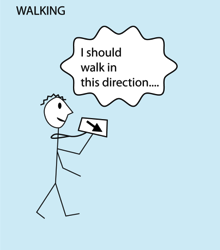 WALKING
I should
walk in
this direction....